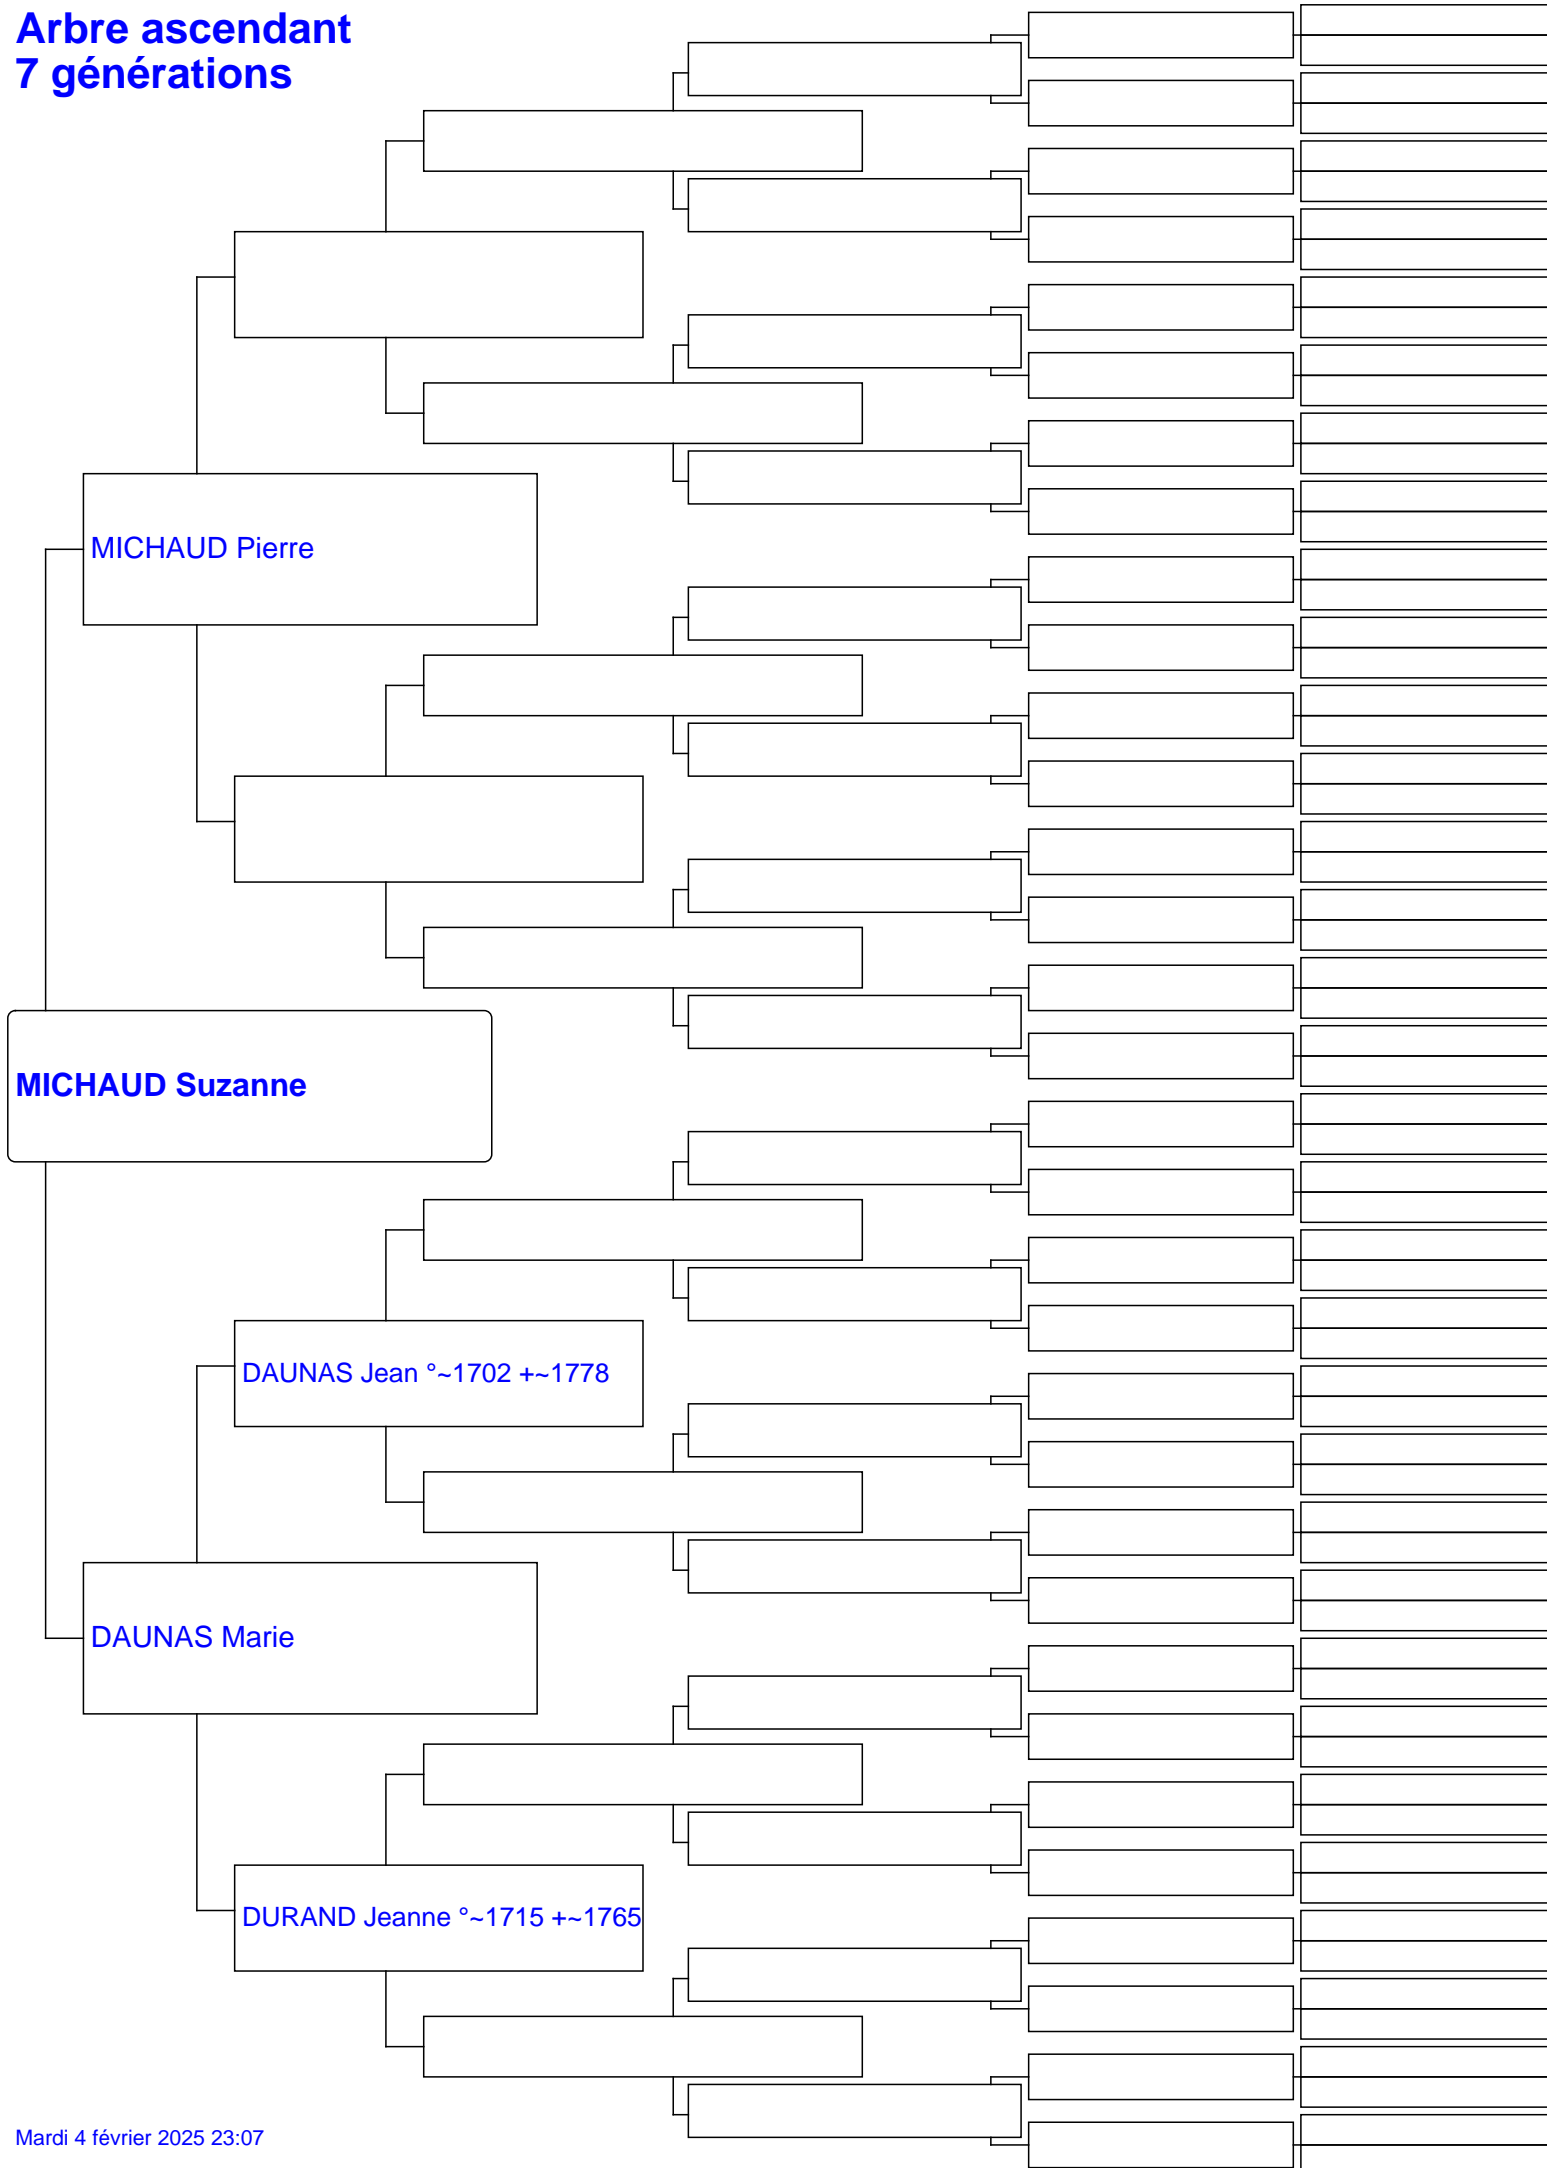 Arbre ascendant
7 générations
MICHAUD Pierre
MICHAUD Suzanne
DAUNAS Jean °~1702 +~1778
DAUNAS Marie
DURAND Jeanne °~1715 +~1765
Mardi 4 février 2025 23:07